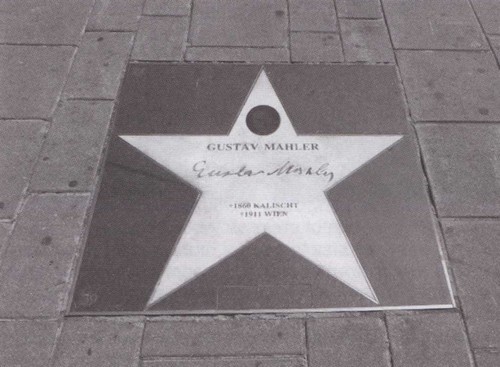 GUSTAV MAHLER
Gustav Mahler
*1860 KALISCHT
†1911 WIEN